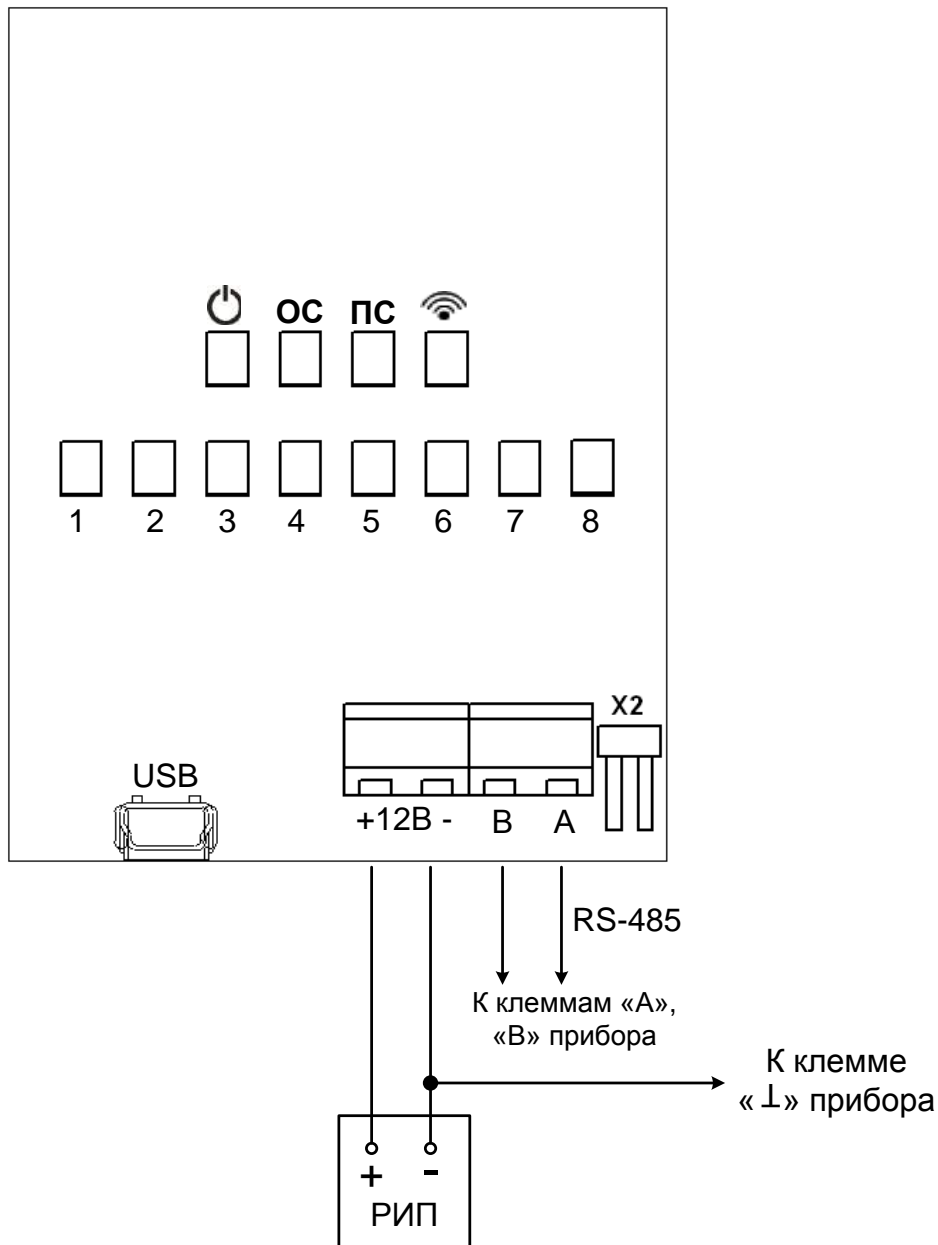 ОС ПС
1 2 3 4 5 6 7 8
X2
USB
+12В - В А
RS-485
К клеммам «А»,
«В» прибора
К клемме
«⊥» прибора
+ -
РИП